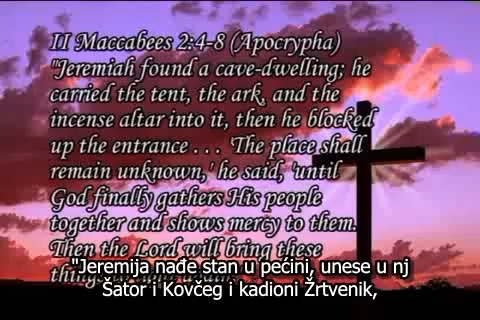 II Maccabees 2:4-8 (Apocrypha)
"Jeremiah found a cave-dwelling; he
carried the tent, the ark, and the
incense altar into it, then he blocked
up the entrance . . . 'The place shall
remain unknown,' he said, 'until
God finally gathers His people
together and shows mercy to them.
Then the Lord will bring these
"Jeremija nađe stan u pećini, unese u nj
Šator i Kovčeg i kadioni Žrtvenik,